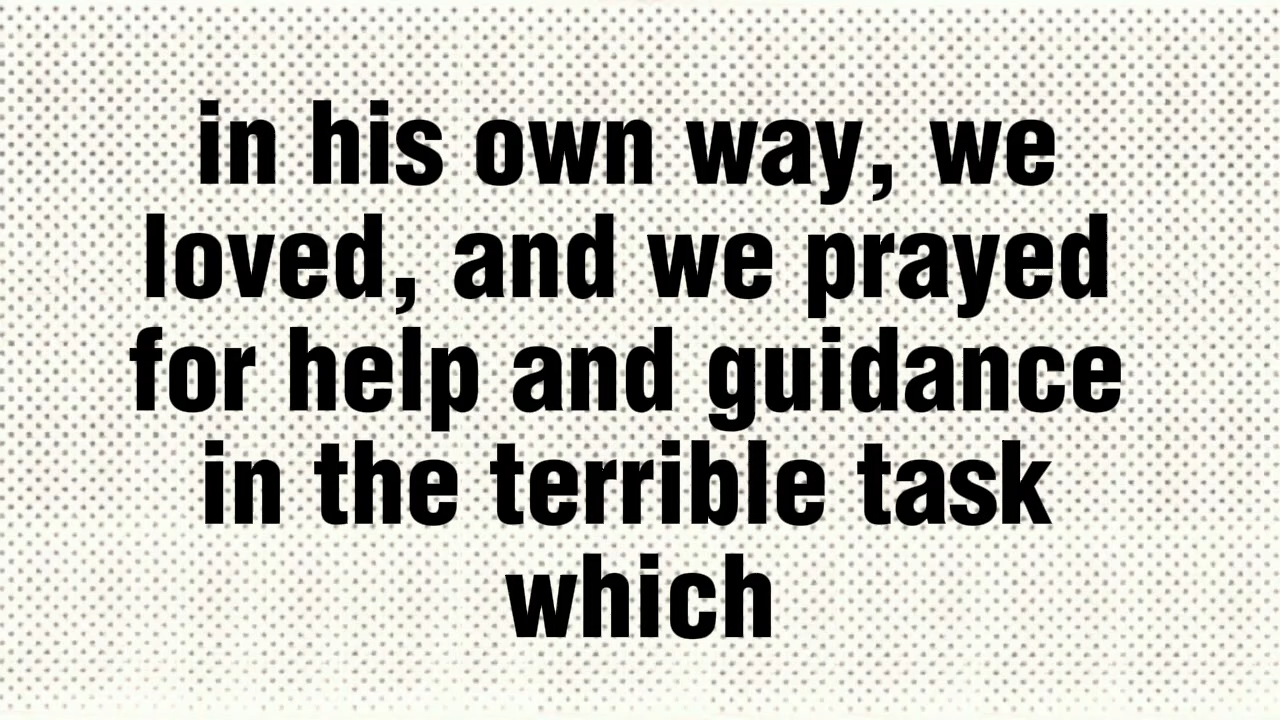 in his own way, we
loved, and we prayed
for help and guidance
in the terrible task
which